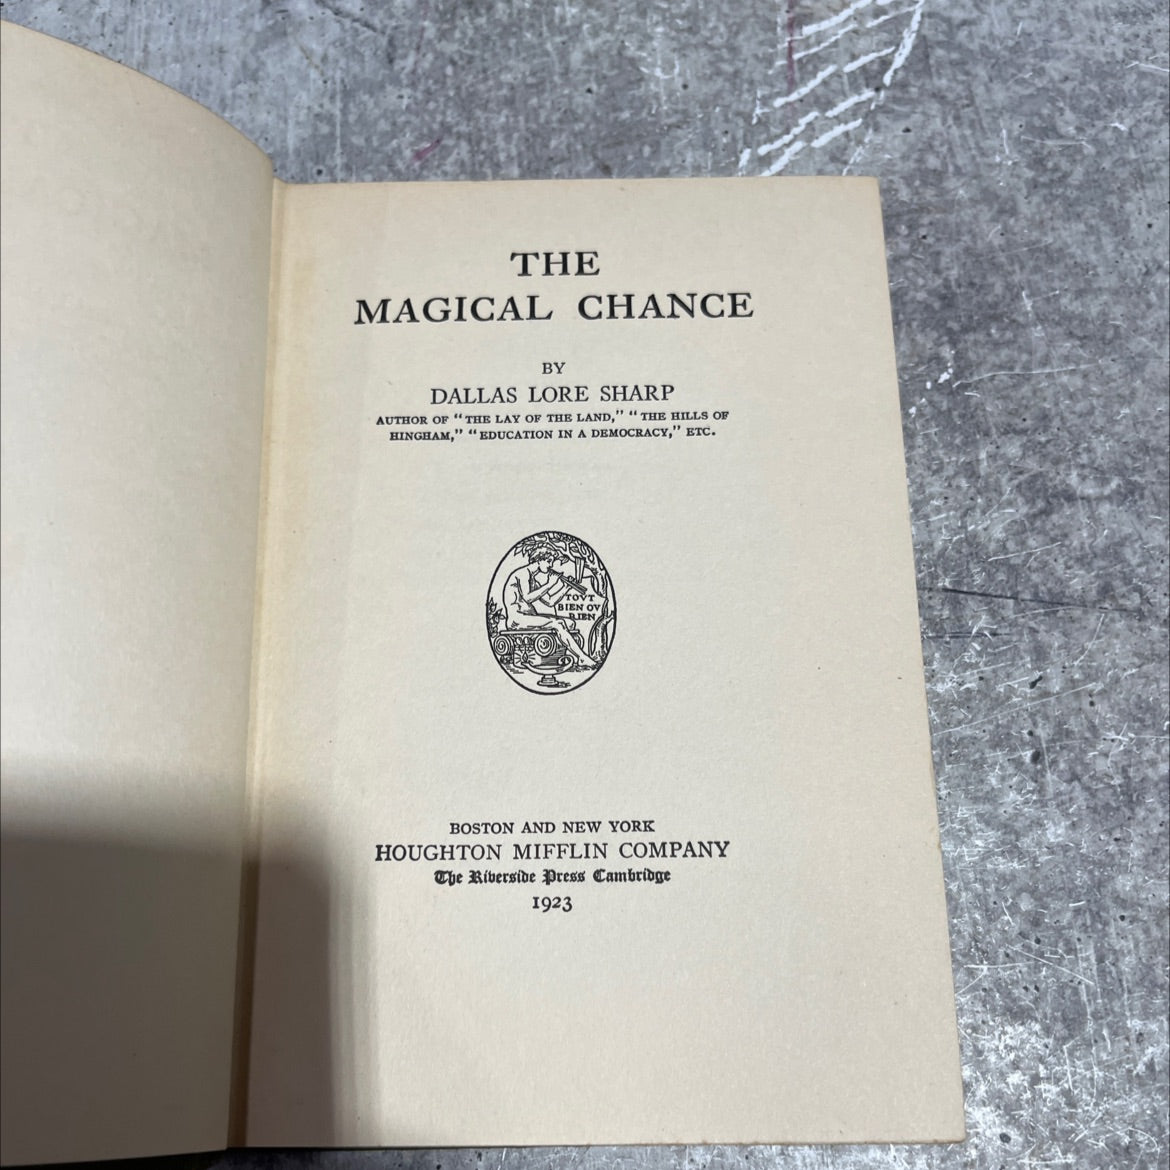 THE
MAGICAL CHANCE
BY
DALLAS LORE SHARP
AUTHOR OF “THE LAY OF THE LAND,” “THE HILLS OF
HINGHAM,” “EDUCATION IN A DEMOCRACY,” ETC.
TOVT
BIEN OV
RIEN
BOSTON AND NEW YORK
HOUGHTON MIFFLIN COMPANY
The Riverside Press Cambridge
1923